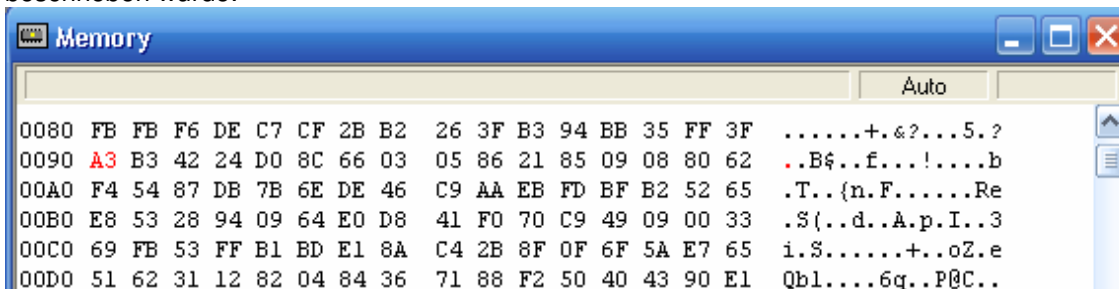 beschrieben wurde.
Memory
Auto
0080 FB FB F6 DE C7 CF 2B B2 26 3F B3 94 BB 35 FF 3F ......+.&?...5.?
0090 A3 B3 42 24 D0 8C 66 03 05 86 21 85 09 08 80 62 ..B$..f...!....b
00A0 F4 54 87 DB 7B 6E DE 46 C9 AA EB FD BF B2 52 65 .T..{n.F......Re
00B0 E8 53 28 94 09 64 E0 D8 41 F0 70 C9 49 09 00 33 .S(..d..A.p.I..3
00C0 69 FB 53 FF B1 BD E1 8A C4 2B 8F 0F 6F 5A E7 65 i.S......+..oZ.e
00D0 51 62 31 12 82 04 84 36 71 88 F2 50 40 43 90 E1 Qb1....6q..P@C..